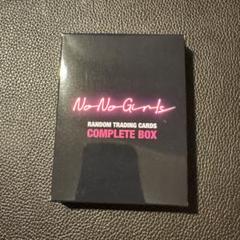 No No Girls
RANDOM TRADING CARDS
COMPLETE BOX